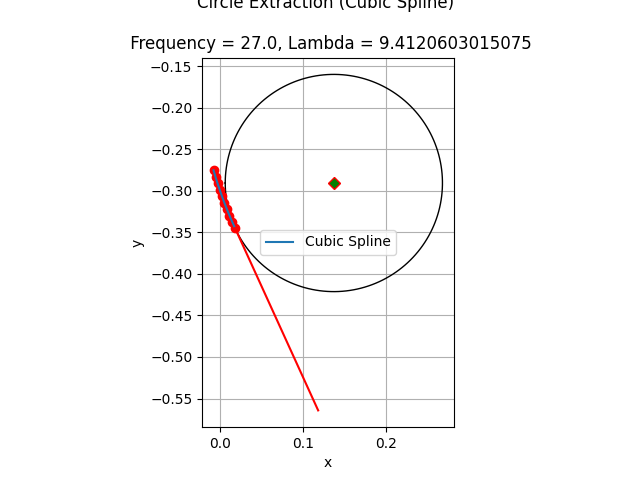 Circle Extraction (Cubic Spline)
Frequency = 27.0, Lambda = 9.4120603015075
−0.15
−0.20
−0.25
−0.30
−0.35
−0.40
−0.45
−0.50
−0.55
y
Cubic Spline
0.0 0.1 0.2
x